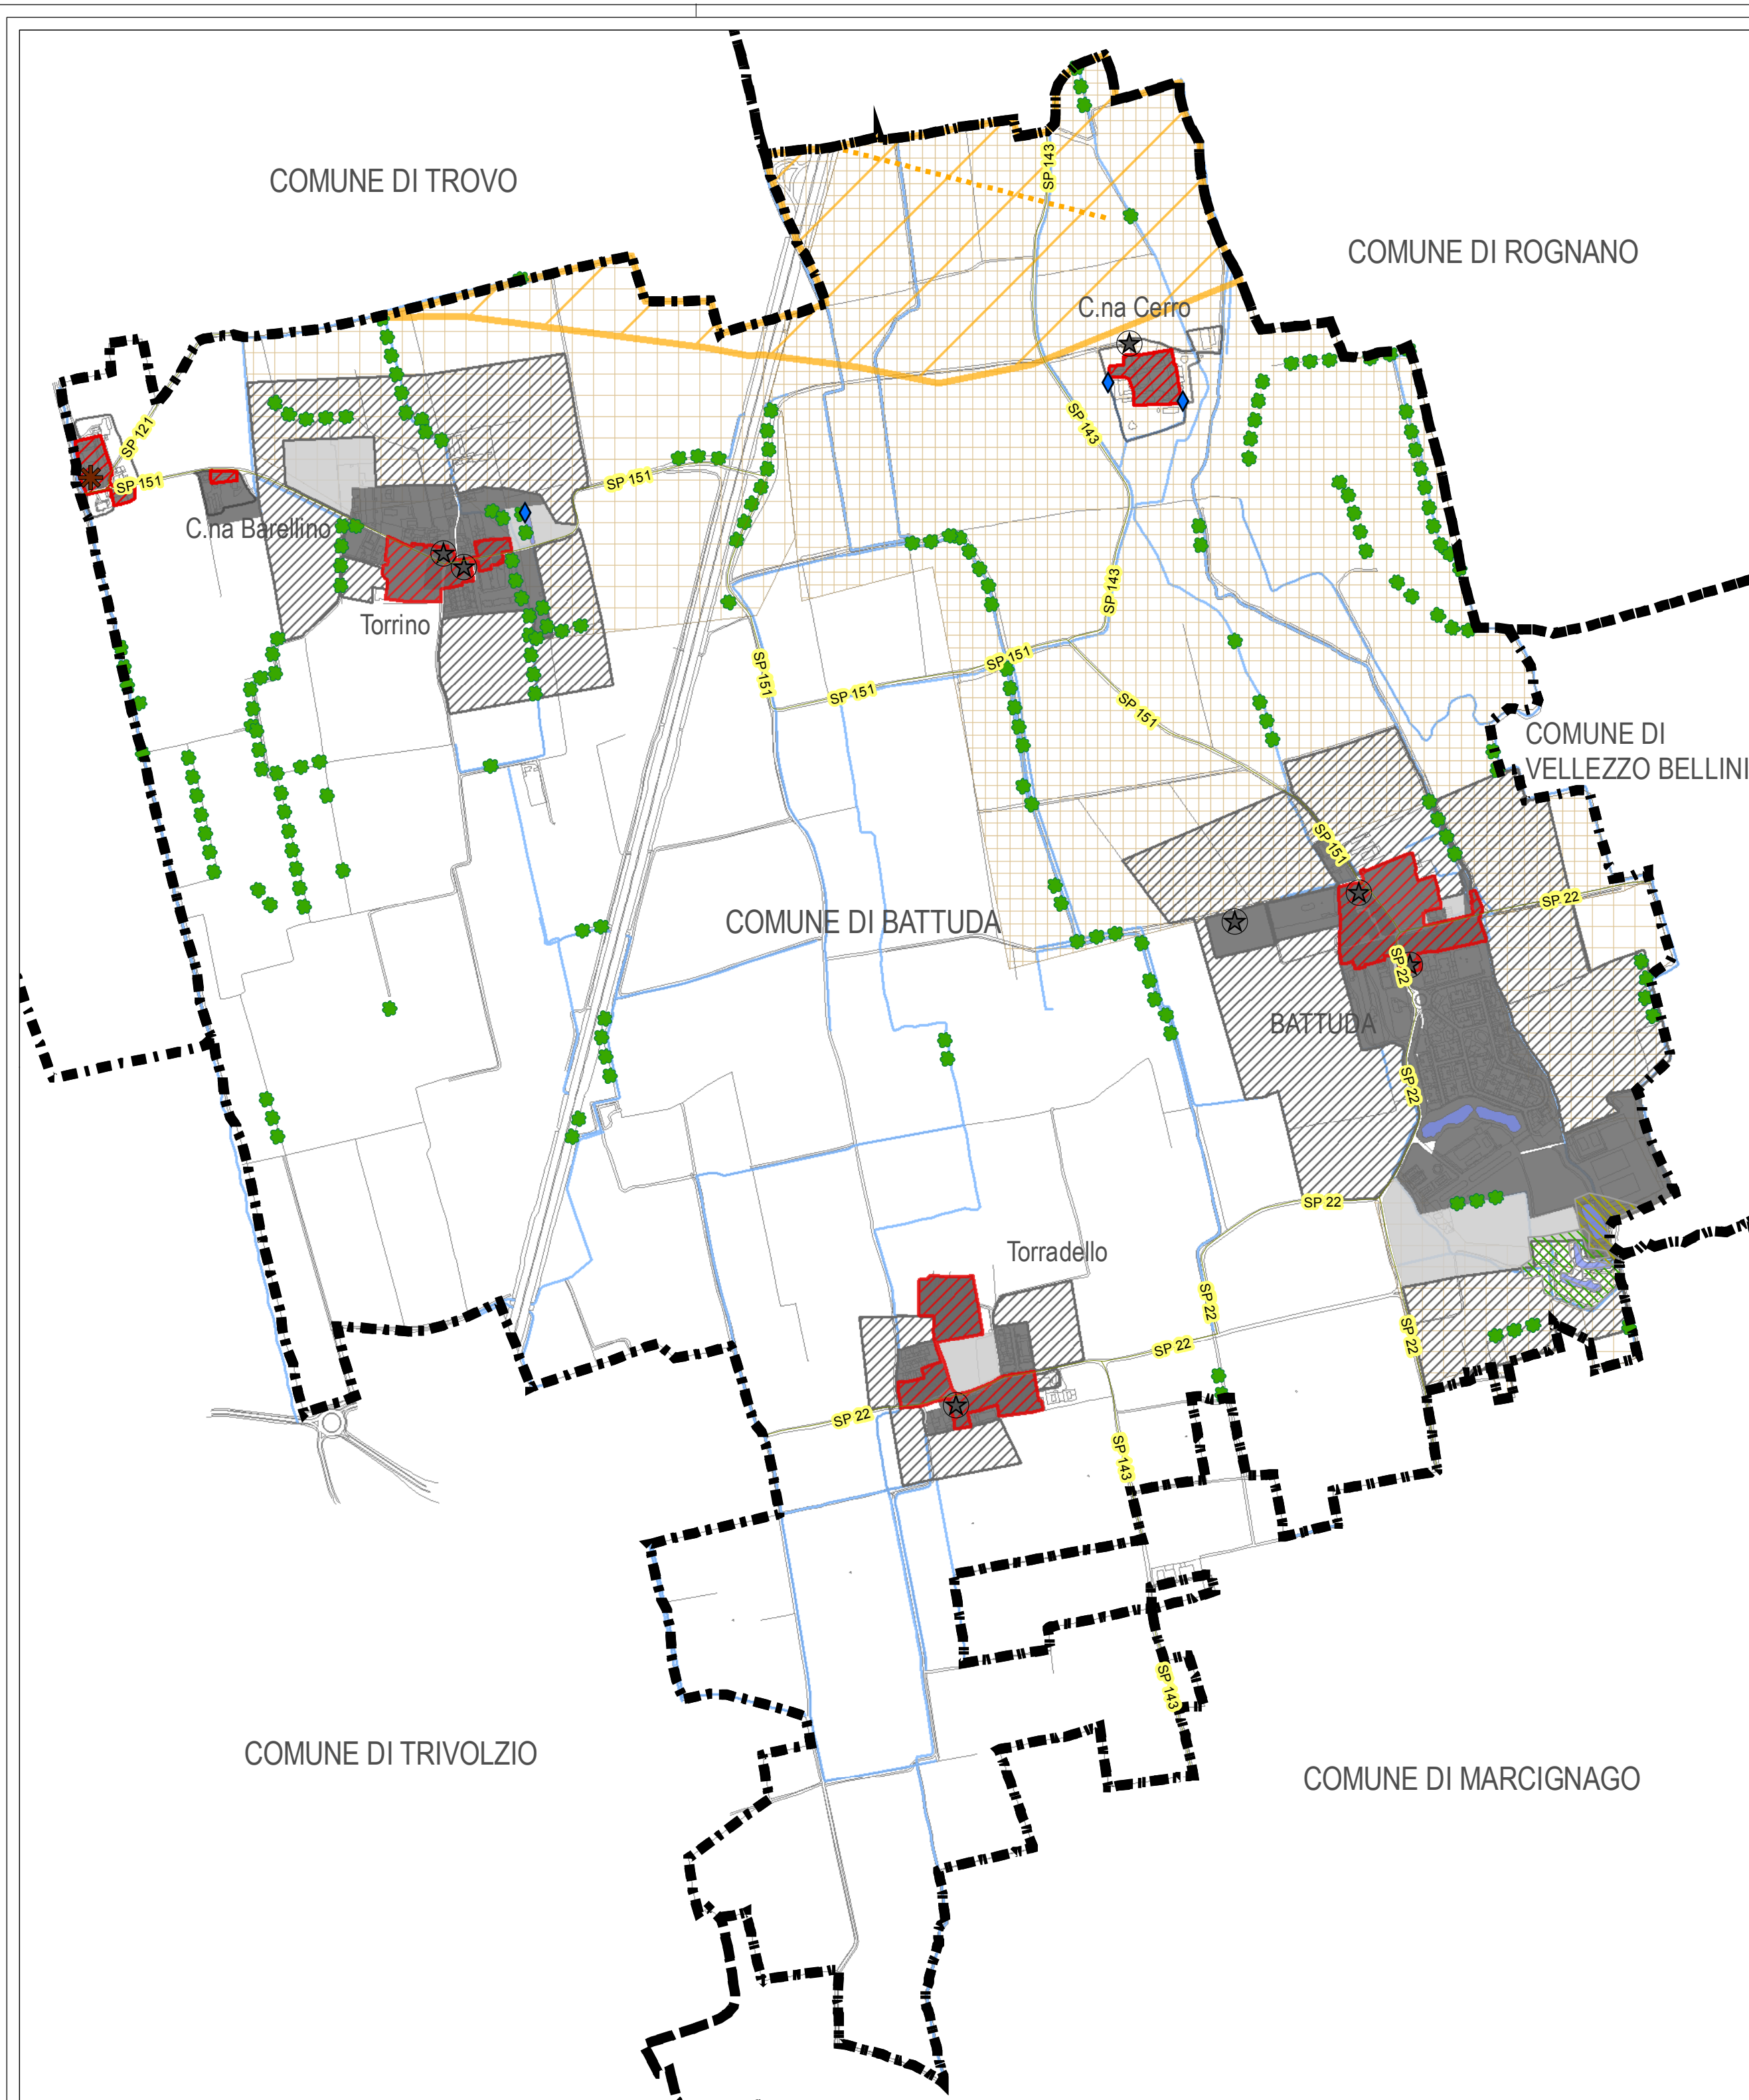 SP 143
COMUNE DI TROVO
COMUNE DI ROGNANO
C.na Cerro
SP 121
SP 143
SP 151
SP 151
C.na Barellino
SP 143
Torrino
SP 151
SP 151
SP 151
SP 151
COMUNE DI
VELLEZZO BELLINI
SP 151
SP 22
COMUNE DI BATTUDA
SP 22
BATTUDA
SP 22
SP 22
Torradello
SP 22
SP 22
SP 22
SP 22
SP 143
SP 143
COMUNE DI TRIVOLZIO
COMUNE DI MARCIGNAGO